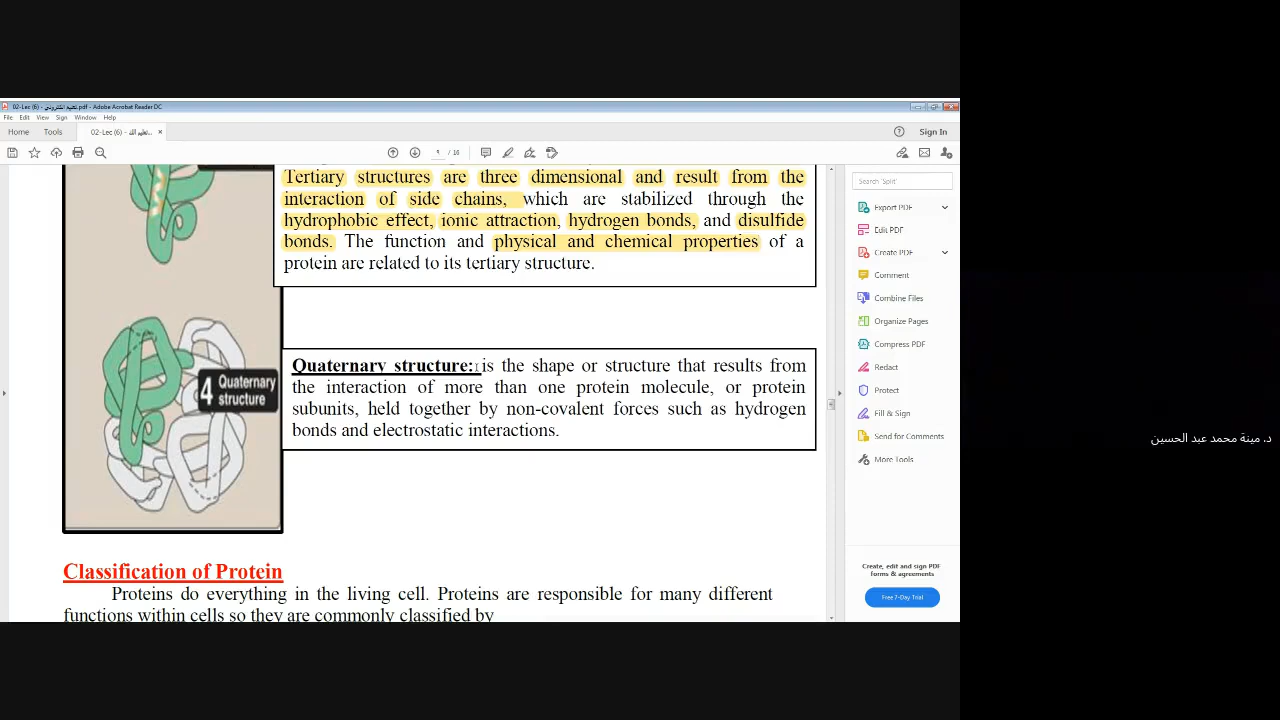 02-Lec (6) - تعليم الكتروني.pdf - Adobe Acrobat Reader DC
File Edit View Sign Window Help
Home Tools 02-Lec (6) - تعليم الك... × Sign In
/ 16
Tertiary structures are three dimensional and result from the
interaction of side chains, which are stabilized through the
hydrophobic effect, ionic attraction, hydrogen bonds, and disulfide
bonds. The function and physical and chemical properties of a
protein are related to its tertiary structure.
4 Quaternary
structure
Quaternary structure: is the shape or structure that results from
the interaction of more than one protein molecule, or protein
subunits, held together by non-covalent forces such as hydrogen
bonds and electrostatic interactions.
Classification of Protein
Proteins do everything in the living cell. Proteins are responsible for many different
functions within cells so they are commonly classified by
Search 'Split'
Export PDF
Edit PDF
Create PDF
Comment
Combine Files
Organize Pages
Compress PDF
Redact
Protect
Fill & Sign
Send for Comments
More Tools
Create, edit and sign PDF
forms & agreements
Free 7-Day Trial
د. مينة محمد عبد الحسين